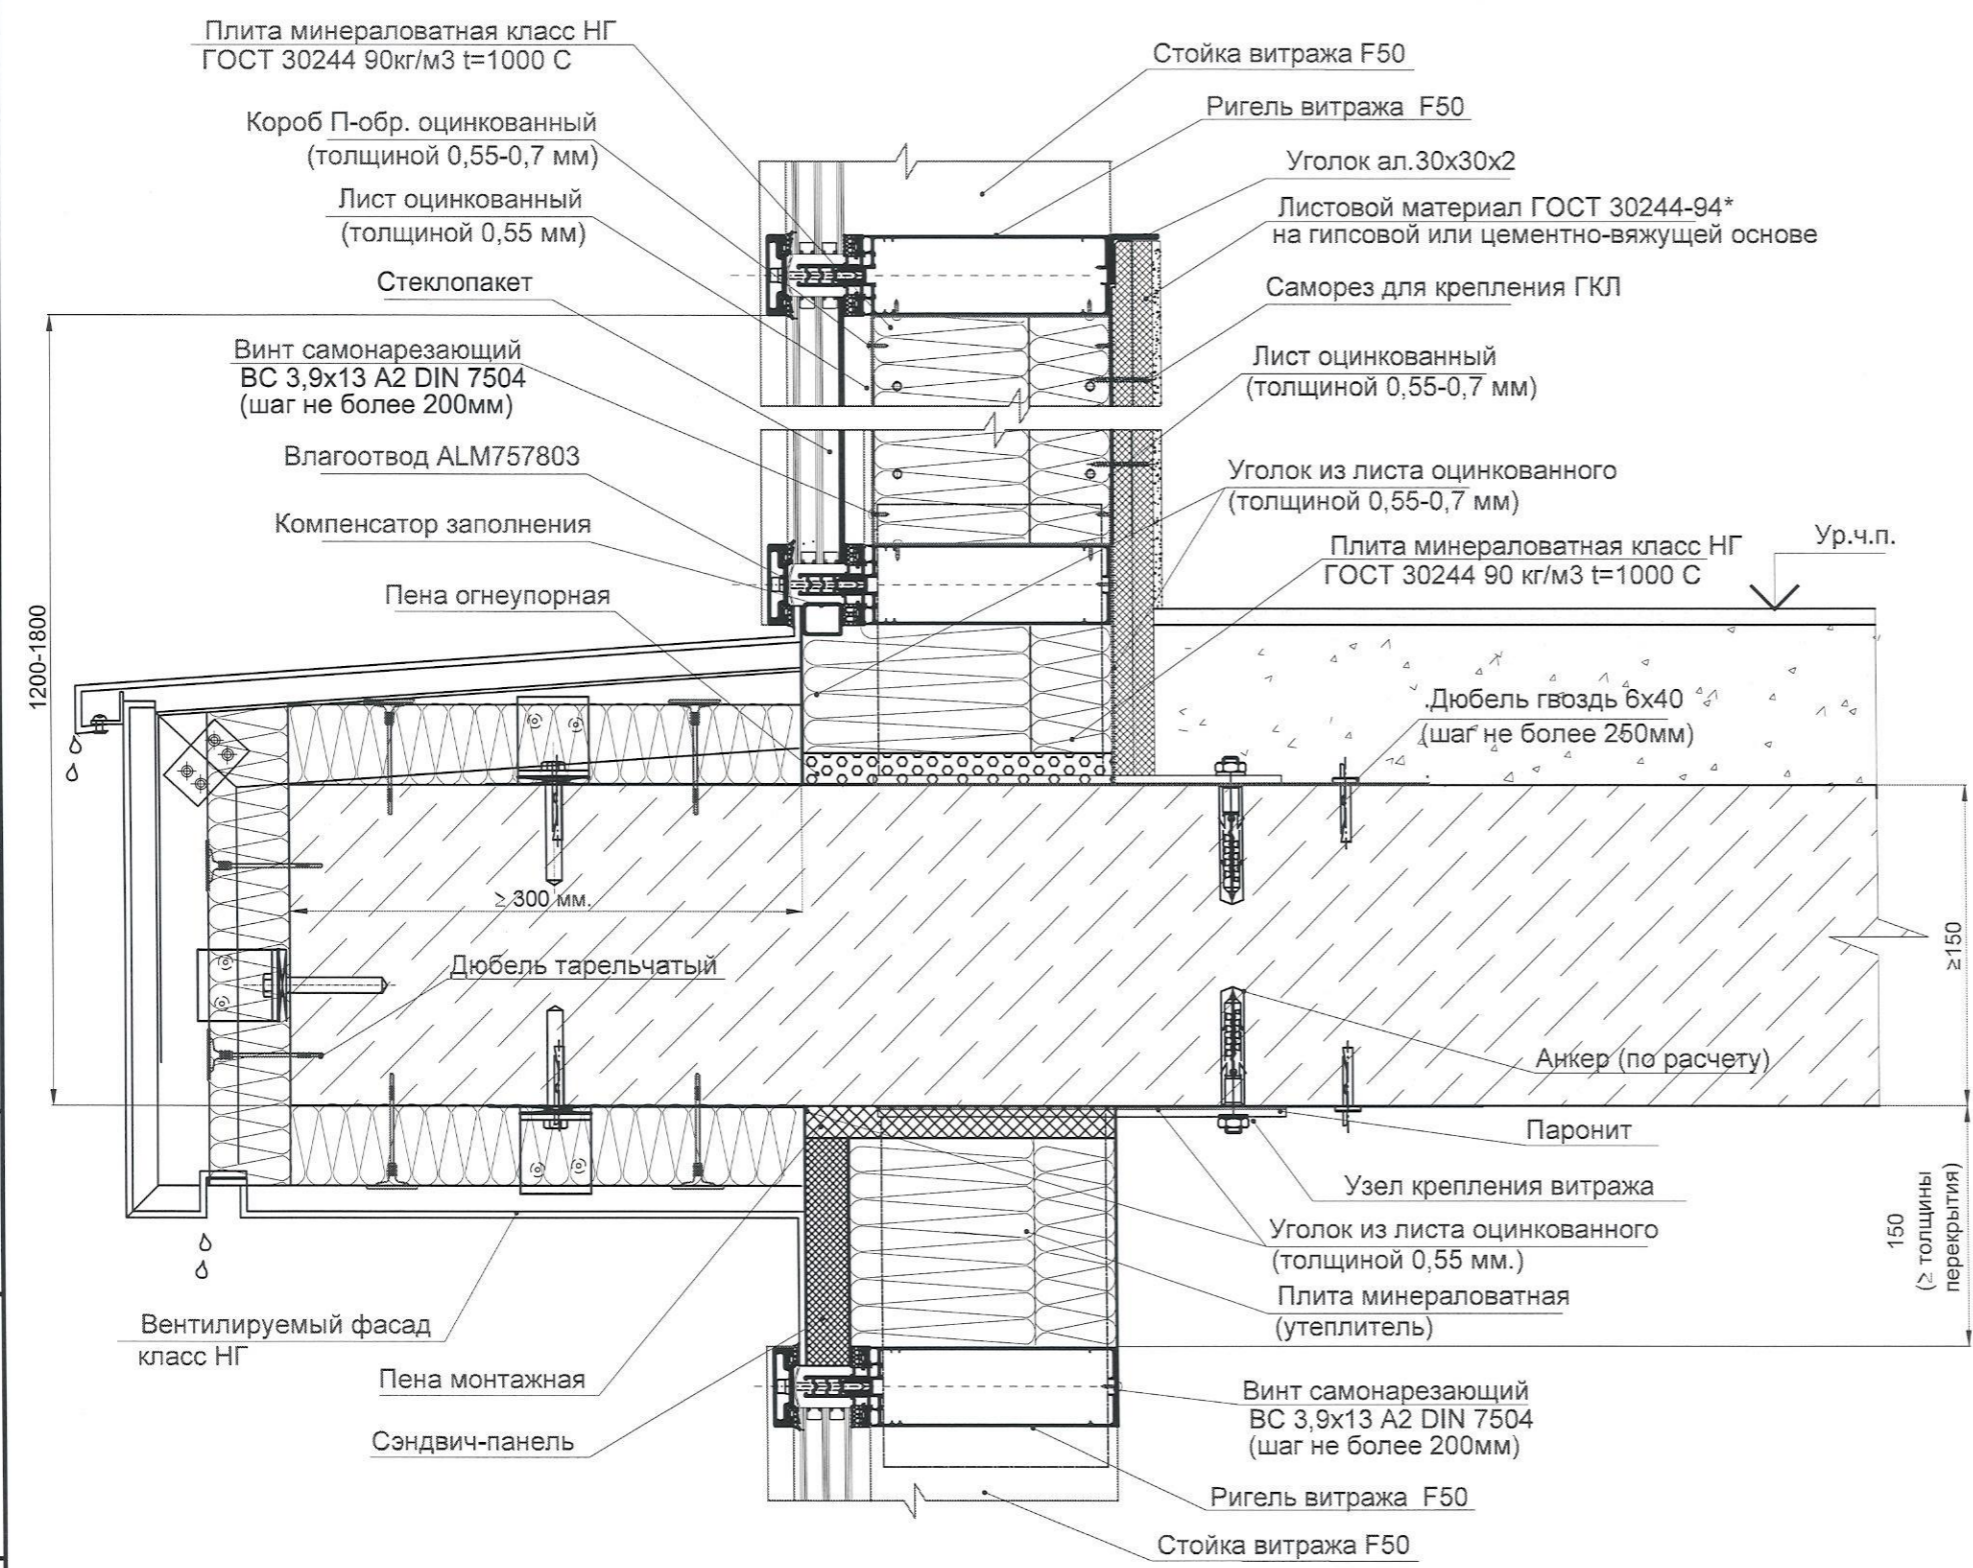 Плита минераловатная класс НГ
ГОСТ 30244 90кг/м3 t=1000 С
Короб П-обр. оцинкованный
(толщиной 0,55-0,7 мм)
Лист оцинкованный
(толщиной 0,55 мм)
Стеклопакет
Винт самонарезающий
ВС 3,9х13 А2 DIN 7504
(шаг не более 200мм)
Влагоотвод ALM757803
Компенсатор заполнения
Пена огнеупорная
1200-1800
Стойка витража F50
Ригель витража F50
Уголок ал.30х30х2
Листовой материал ГОСТ 30244-94*
на гипсовой или цементно-вяжущей основе
Саморез для крепления ГКЛ
Лист оцинкованный
(толщиной 0,55-0,7 мм)
Уголок из листа оцинкованного
(толщиной 0,55-0,7 мм)
Плита минераловатная класс НГ
ГОСТ 30244 90 кг/м3 t=1000 С
Ур.ч.п.
.Дюбель гвоздь 6х40
(шаг не более 250мм)
≥ 300 мм.
Дюбель тарельчатый
≥150
Анкер (по расчету)
Паронит
Узел крепления витража
Уголок из листа оцинкованного
(толщиной 0,55 мм.)
Плита минераловатная
(утеплитель)
150
(≥ толщины
перекрытия)
Вентилируемый фасад
класс НГ
Пена монтажная
Сэндвич-панель
Винт самонарезающий
ВС 3,9х13 А2 DIN 7504
(шаг не более 200мм)
Ригель витража F50
Стойка витража F50